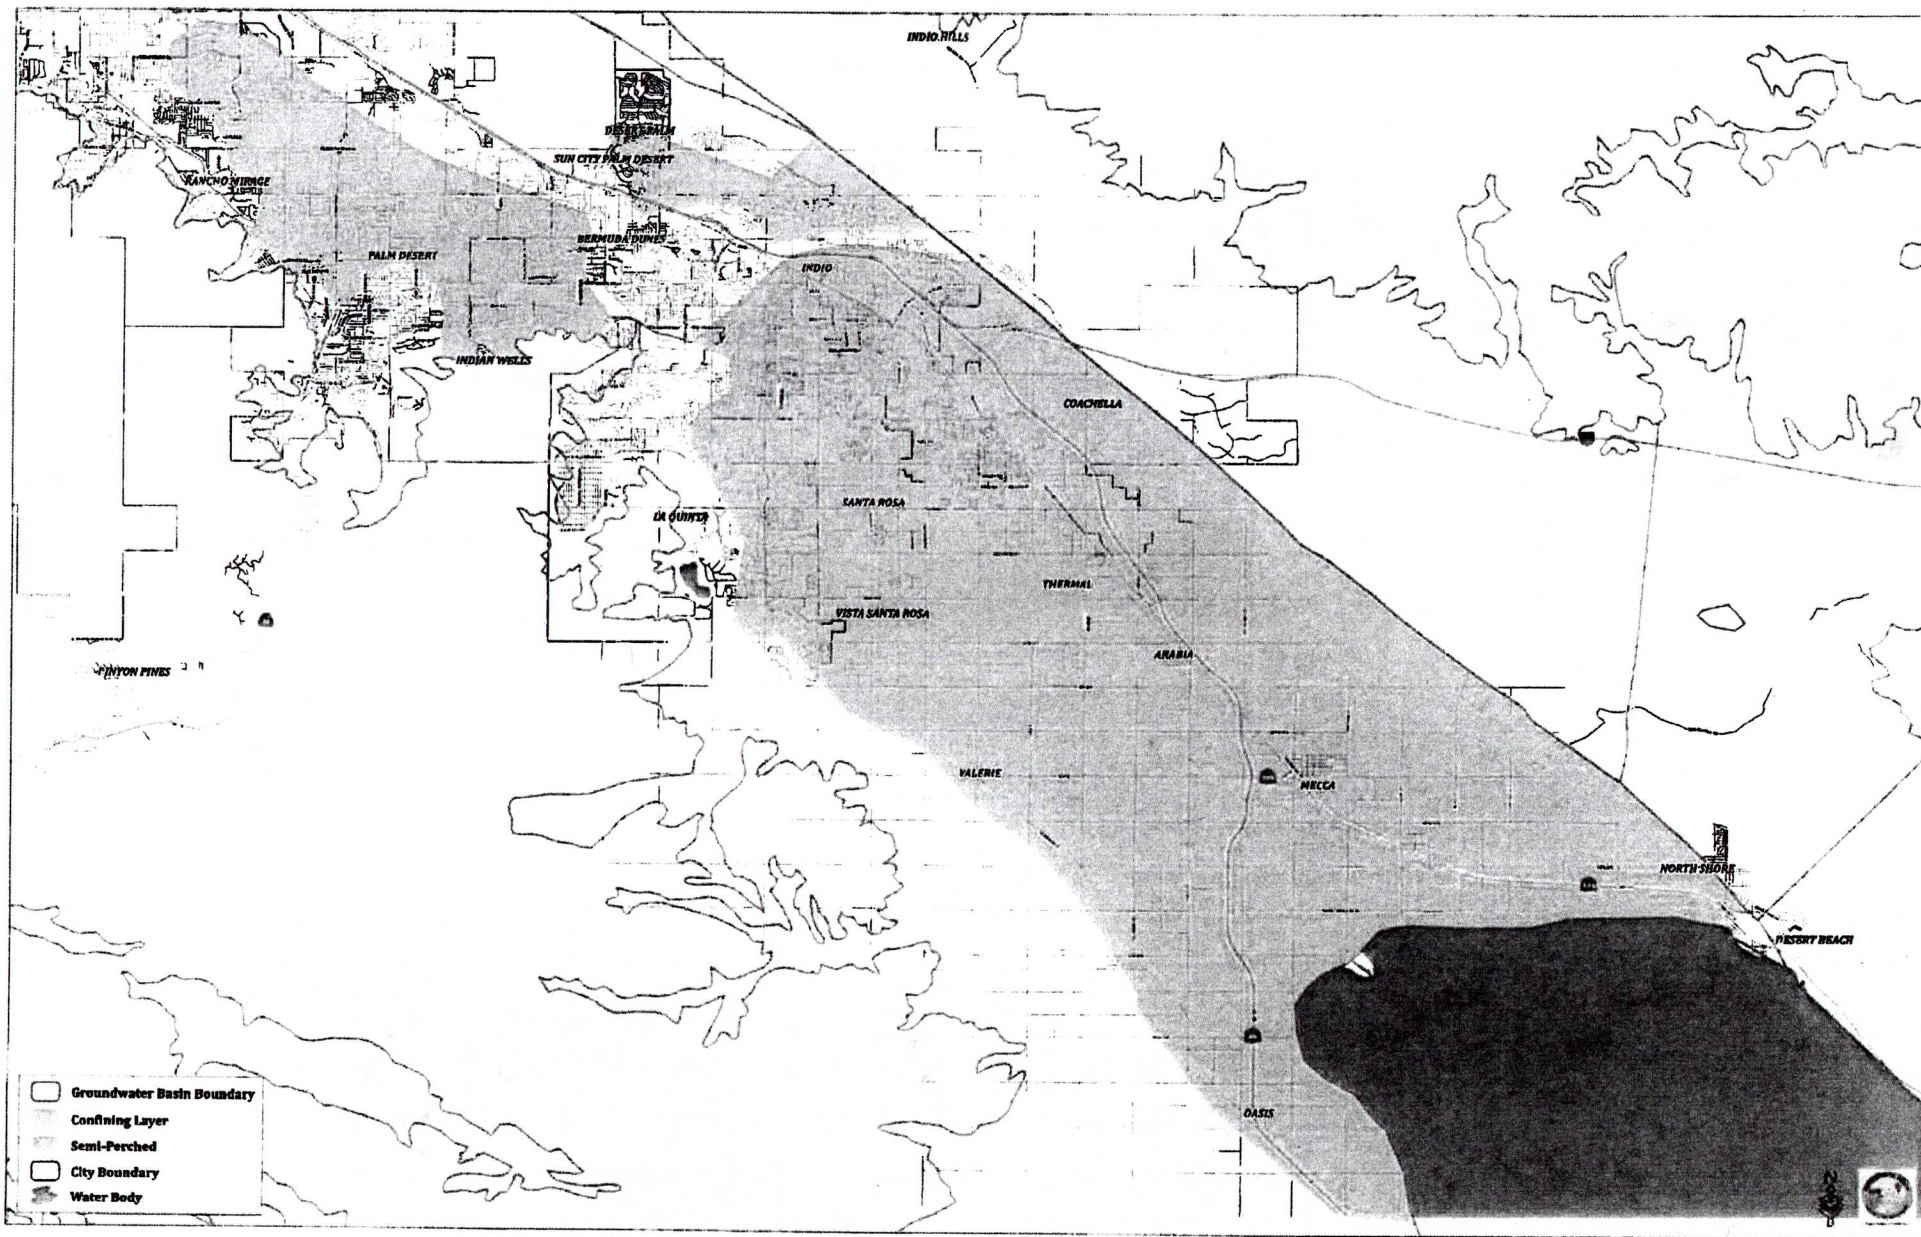 INDIO HILLS
DESERT PALM
SUN CITY PALM DESERT
RANCHO MIRAGE
BERMUDA DUNES
PALM DESERT
INDIO
INDIAN WELLS
COACHELLA
SANTA ROSA
LA QUINTA
THERMAL
VISTA SANTA ROSA
ARABIA
PINYON PINES
VALERIE
MECCA
NORTH SHORE
DESERT BEACH
OASIS
Groundwater Basin Boundary
Confining Layer
Semi-Perched
City Boundary
Water Body